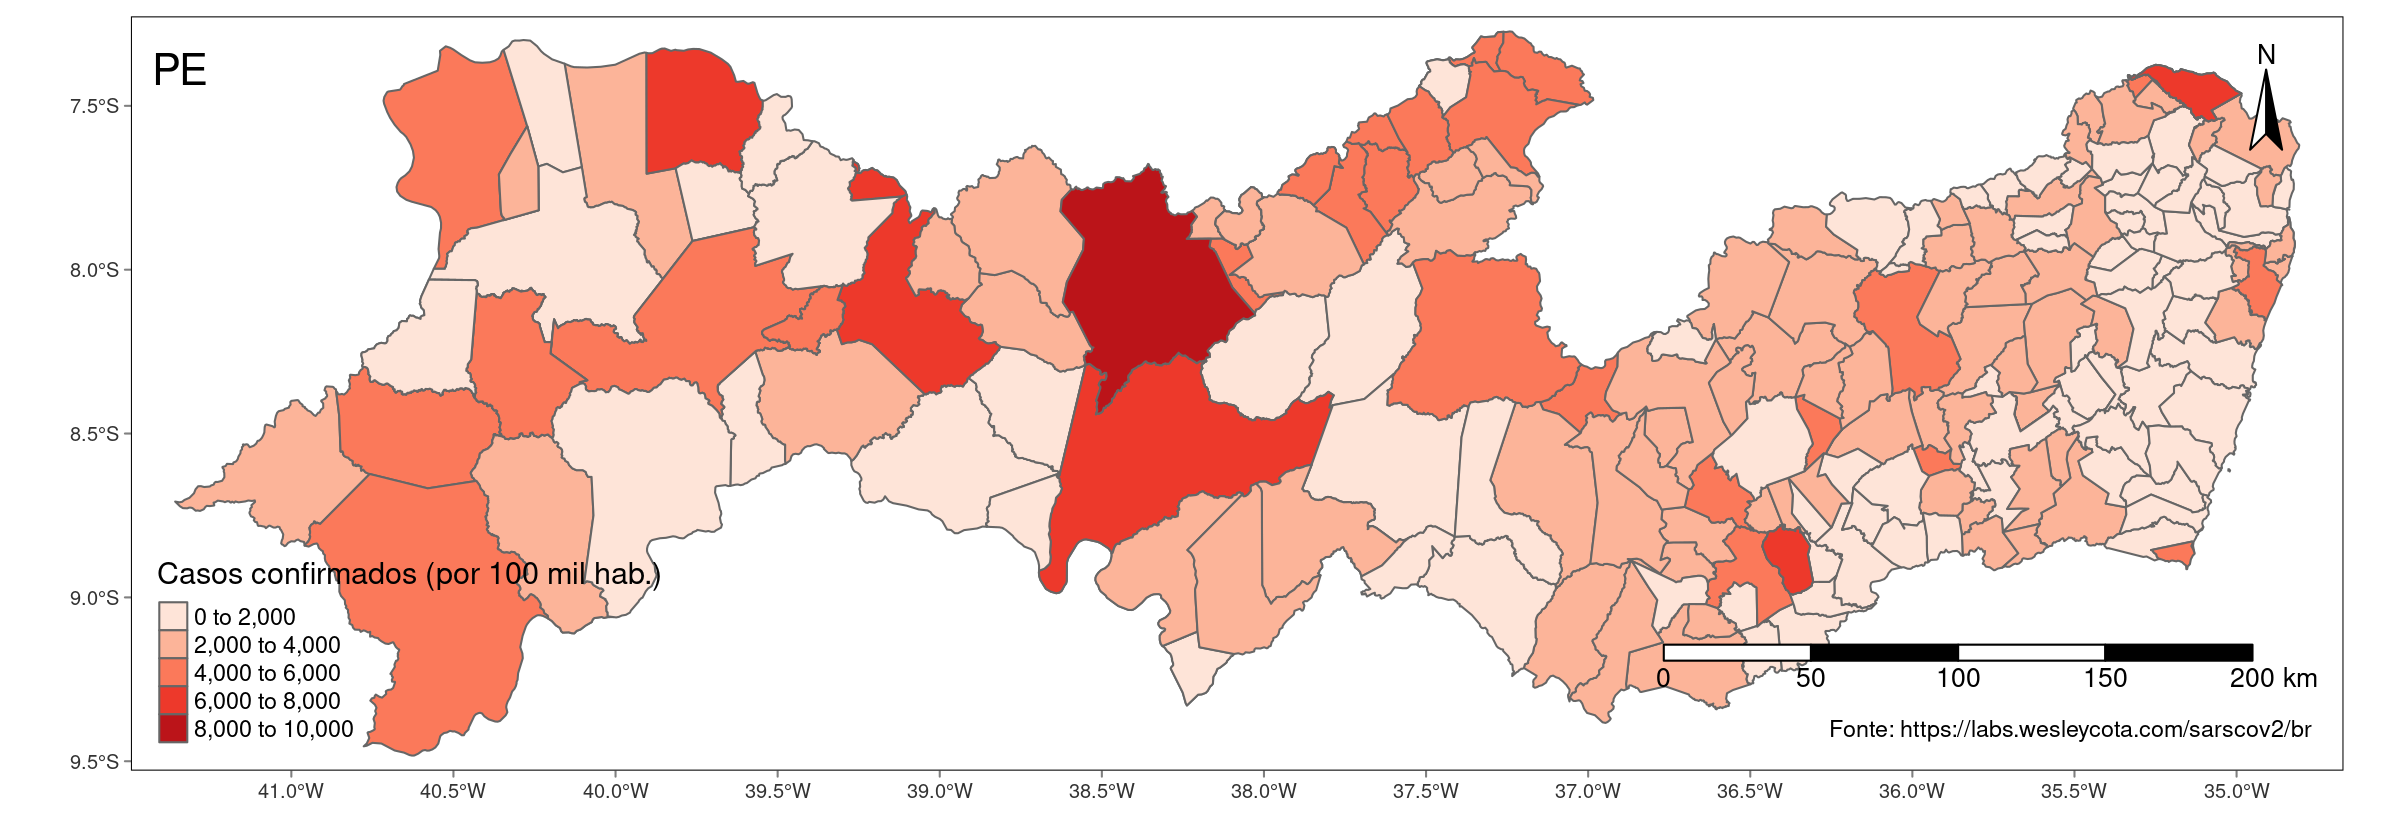 PE
N
7.5°S
8.0°S
8.5°S
9.0°S
9.5°S
Casos confirmados (por 100 mil hab.)
0 to 2,000
2,000 to 4,000
4,000 to 6,000
6,000 to 8,000
8,000 to 10,000
0 50 100 150 200 km
Fonte: https://labs.wesleycota.com/sarscov2/br
41.0°W 40.5°W 40.0°W 39.5°W 39.0°W 38.5°W 38.0°W 37.5°W 37.0°W 36.5°W 36.0°W 35.5°W 35.0°W